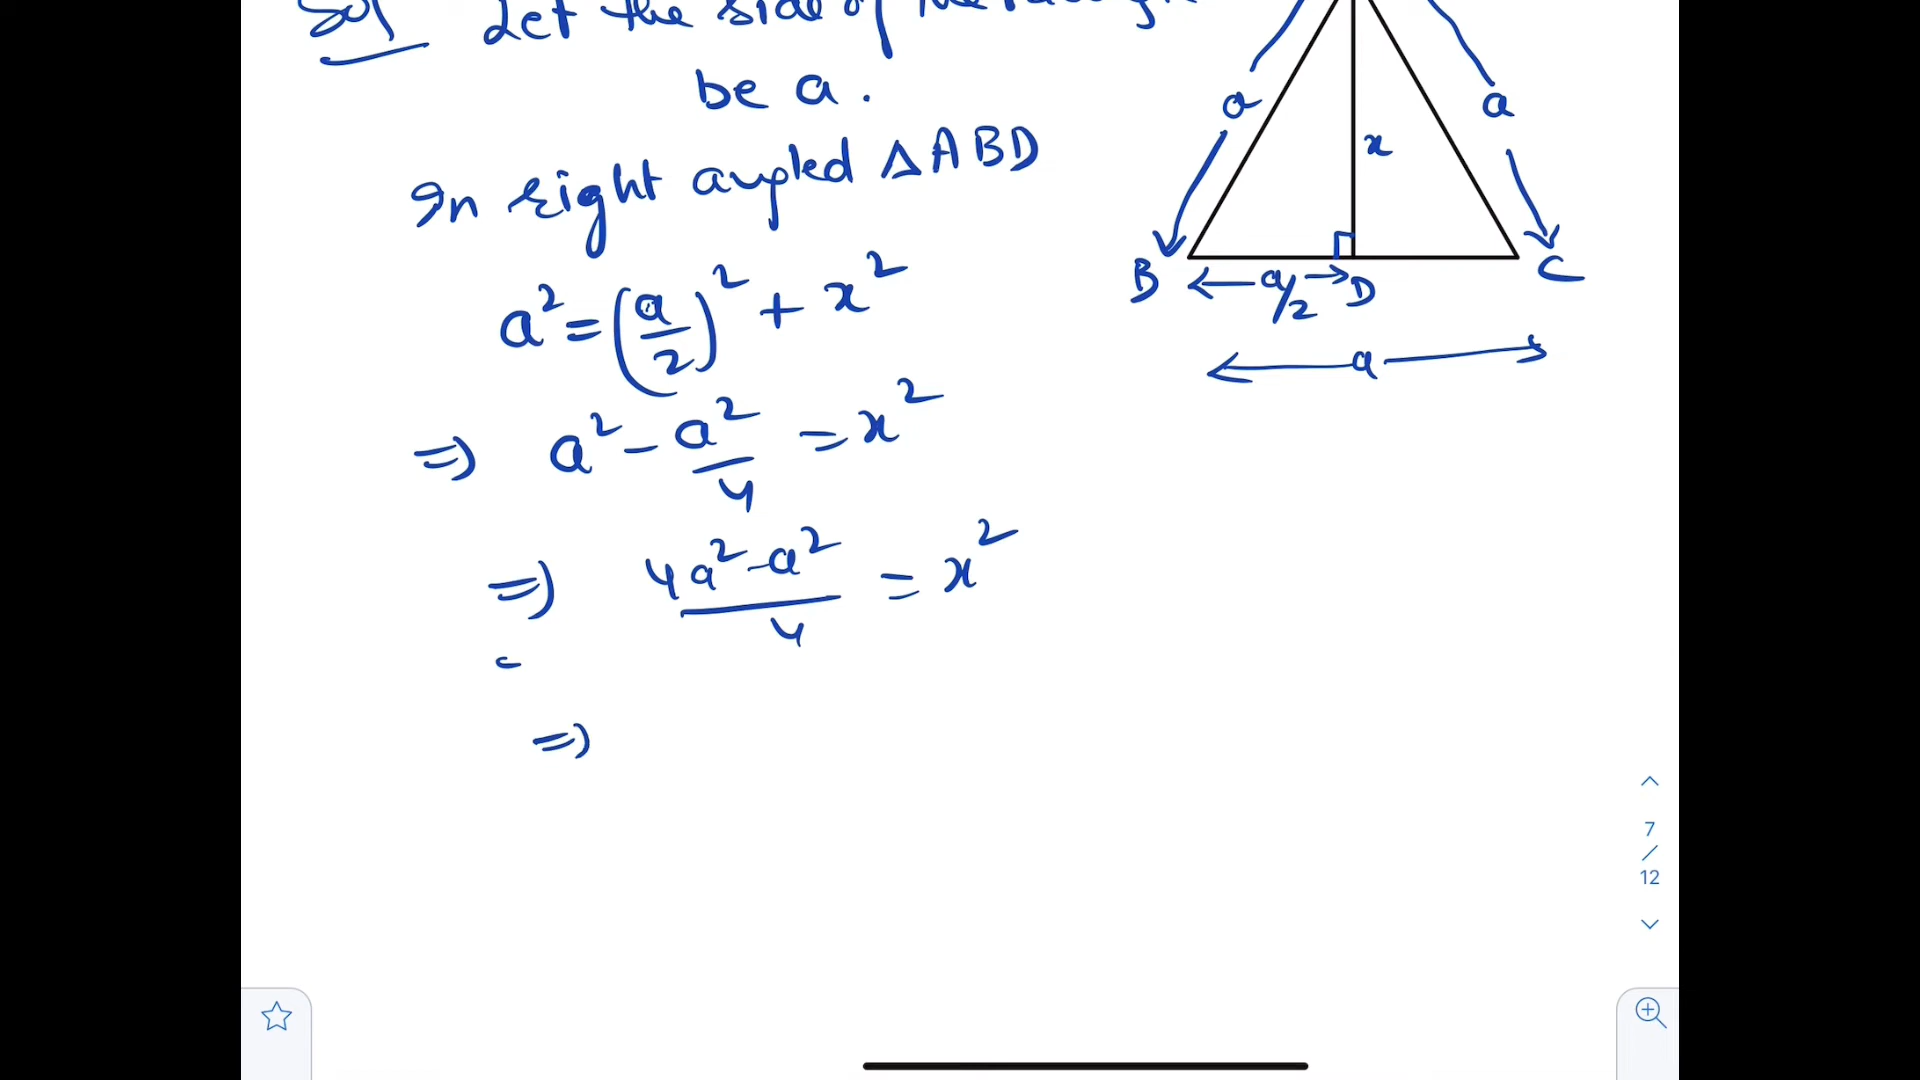 Sol Let the side of
be a.
In right angled ΔABD
a² = (a/2)² + x²
⇒ a² - a²/4 = x²
⇒ (4a² - a²)/4 = x²
⇒
a
a
x
B
a/2
D
C
a
7
/
12